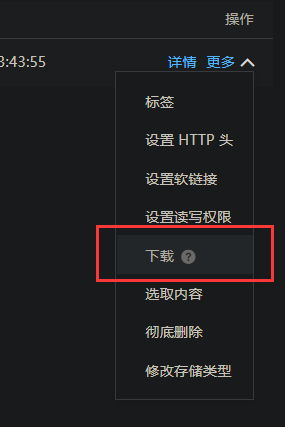 操作
3:43:55 详情 更多
标签
设置 HTTP 头
设置软链接
设置读写权限
下载 ?
选取内容
彻底删除
修改存储类型